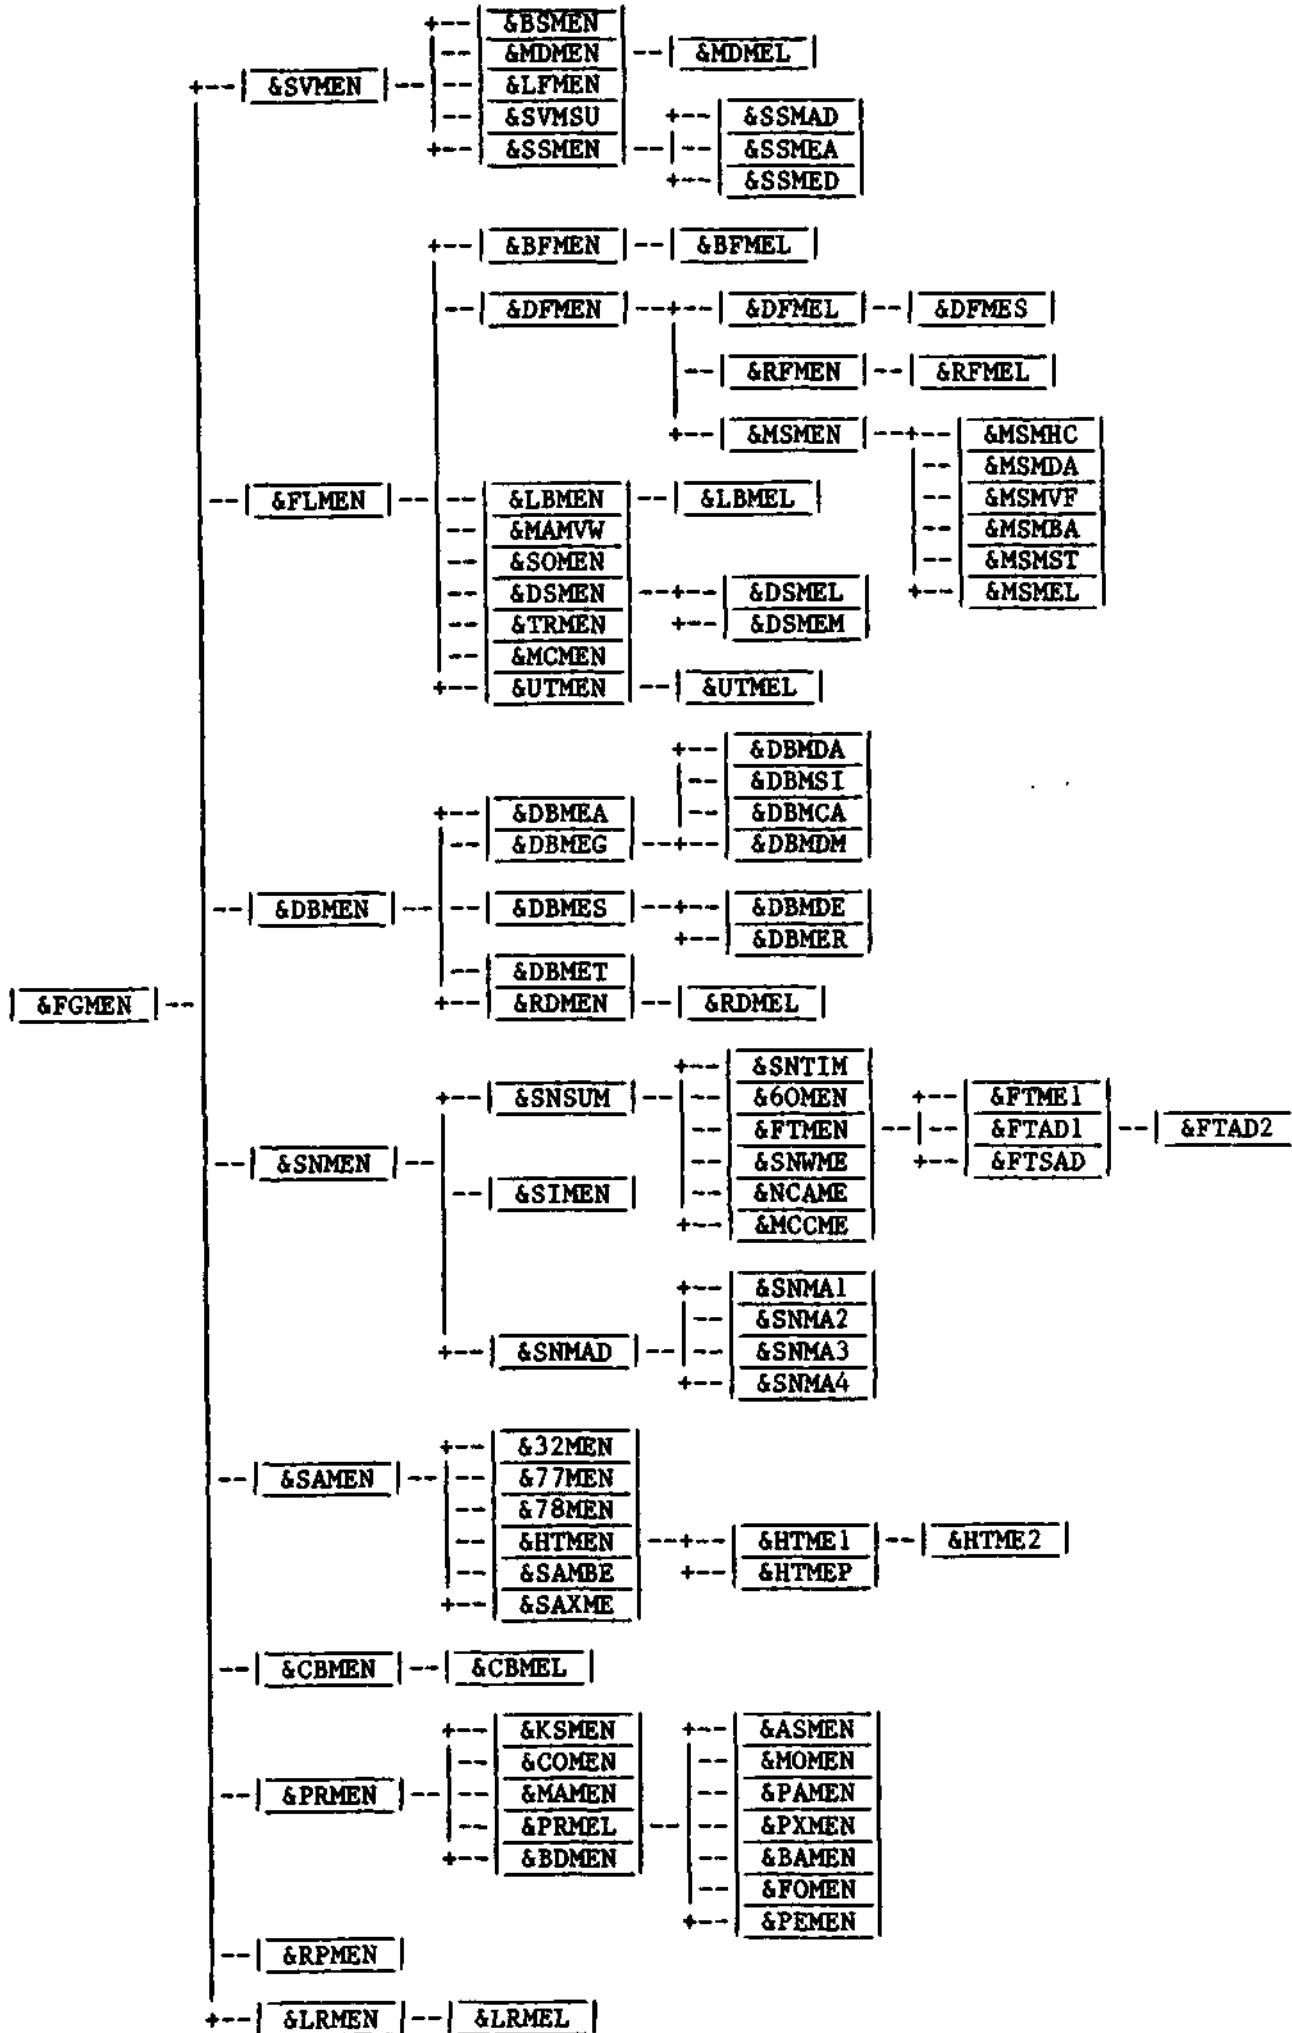 &BSMEN
&MDMEN &MDMEL
&SVMEN &LFMEN
&SVMSU &SSMAD
&SSMEN &SSMEA
&SSMED
&BFMEN &BFMEL
&DFMEN &DFMEL &DFMES
&RFMEN &RFMEL
&MSMEN &MSMHC
&MSMDA
&FLMEN &LBMEN &LBMEL &MSMVF
&MAMVW &MSMBA
&SOMEN &MSMST
&DSMEN &DSMEL &MSMEL
&TRMEN &DSMEM
&MCMEN
&UTMEN &UTMEL
&DBMDA
&DBMSI
&DBMEA &DBMCA
&DBMEG &DBMDM
&DBMEN &DBMES &DBMDE
&DBMER
&DBMET
&FGMEN &RDMEN &RDMEL
&SNTIM
&SNSUM &6OMEN &FTME1
&FTMEN &FTAD1 &FTAD2
&SNMEN &SNWME &FTSAD
&SIMEN &NCAME
&MCCME
&SNMA1
&SNMA2
&SNMAD &SNMA3
&SNMA4
&32MEN
&SAMEN &77MEN
&78MEN
&HTMEN &HTME1 &HTME2
&SAMBE &HTMEP
&SAXME
&CBMEN &CBMEL
&KSMEN &ASMEN
&COMEN &MOMEN
&PRMEN &MAMEN &PAMEN
&PRMEL &PXMEN
&BDMEN &BAMEN
&FOMEN
&PEMEN
&RPMEN
&LRMEN &LRMEL